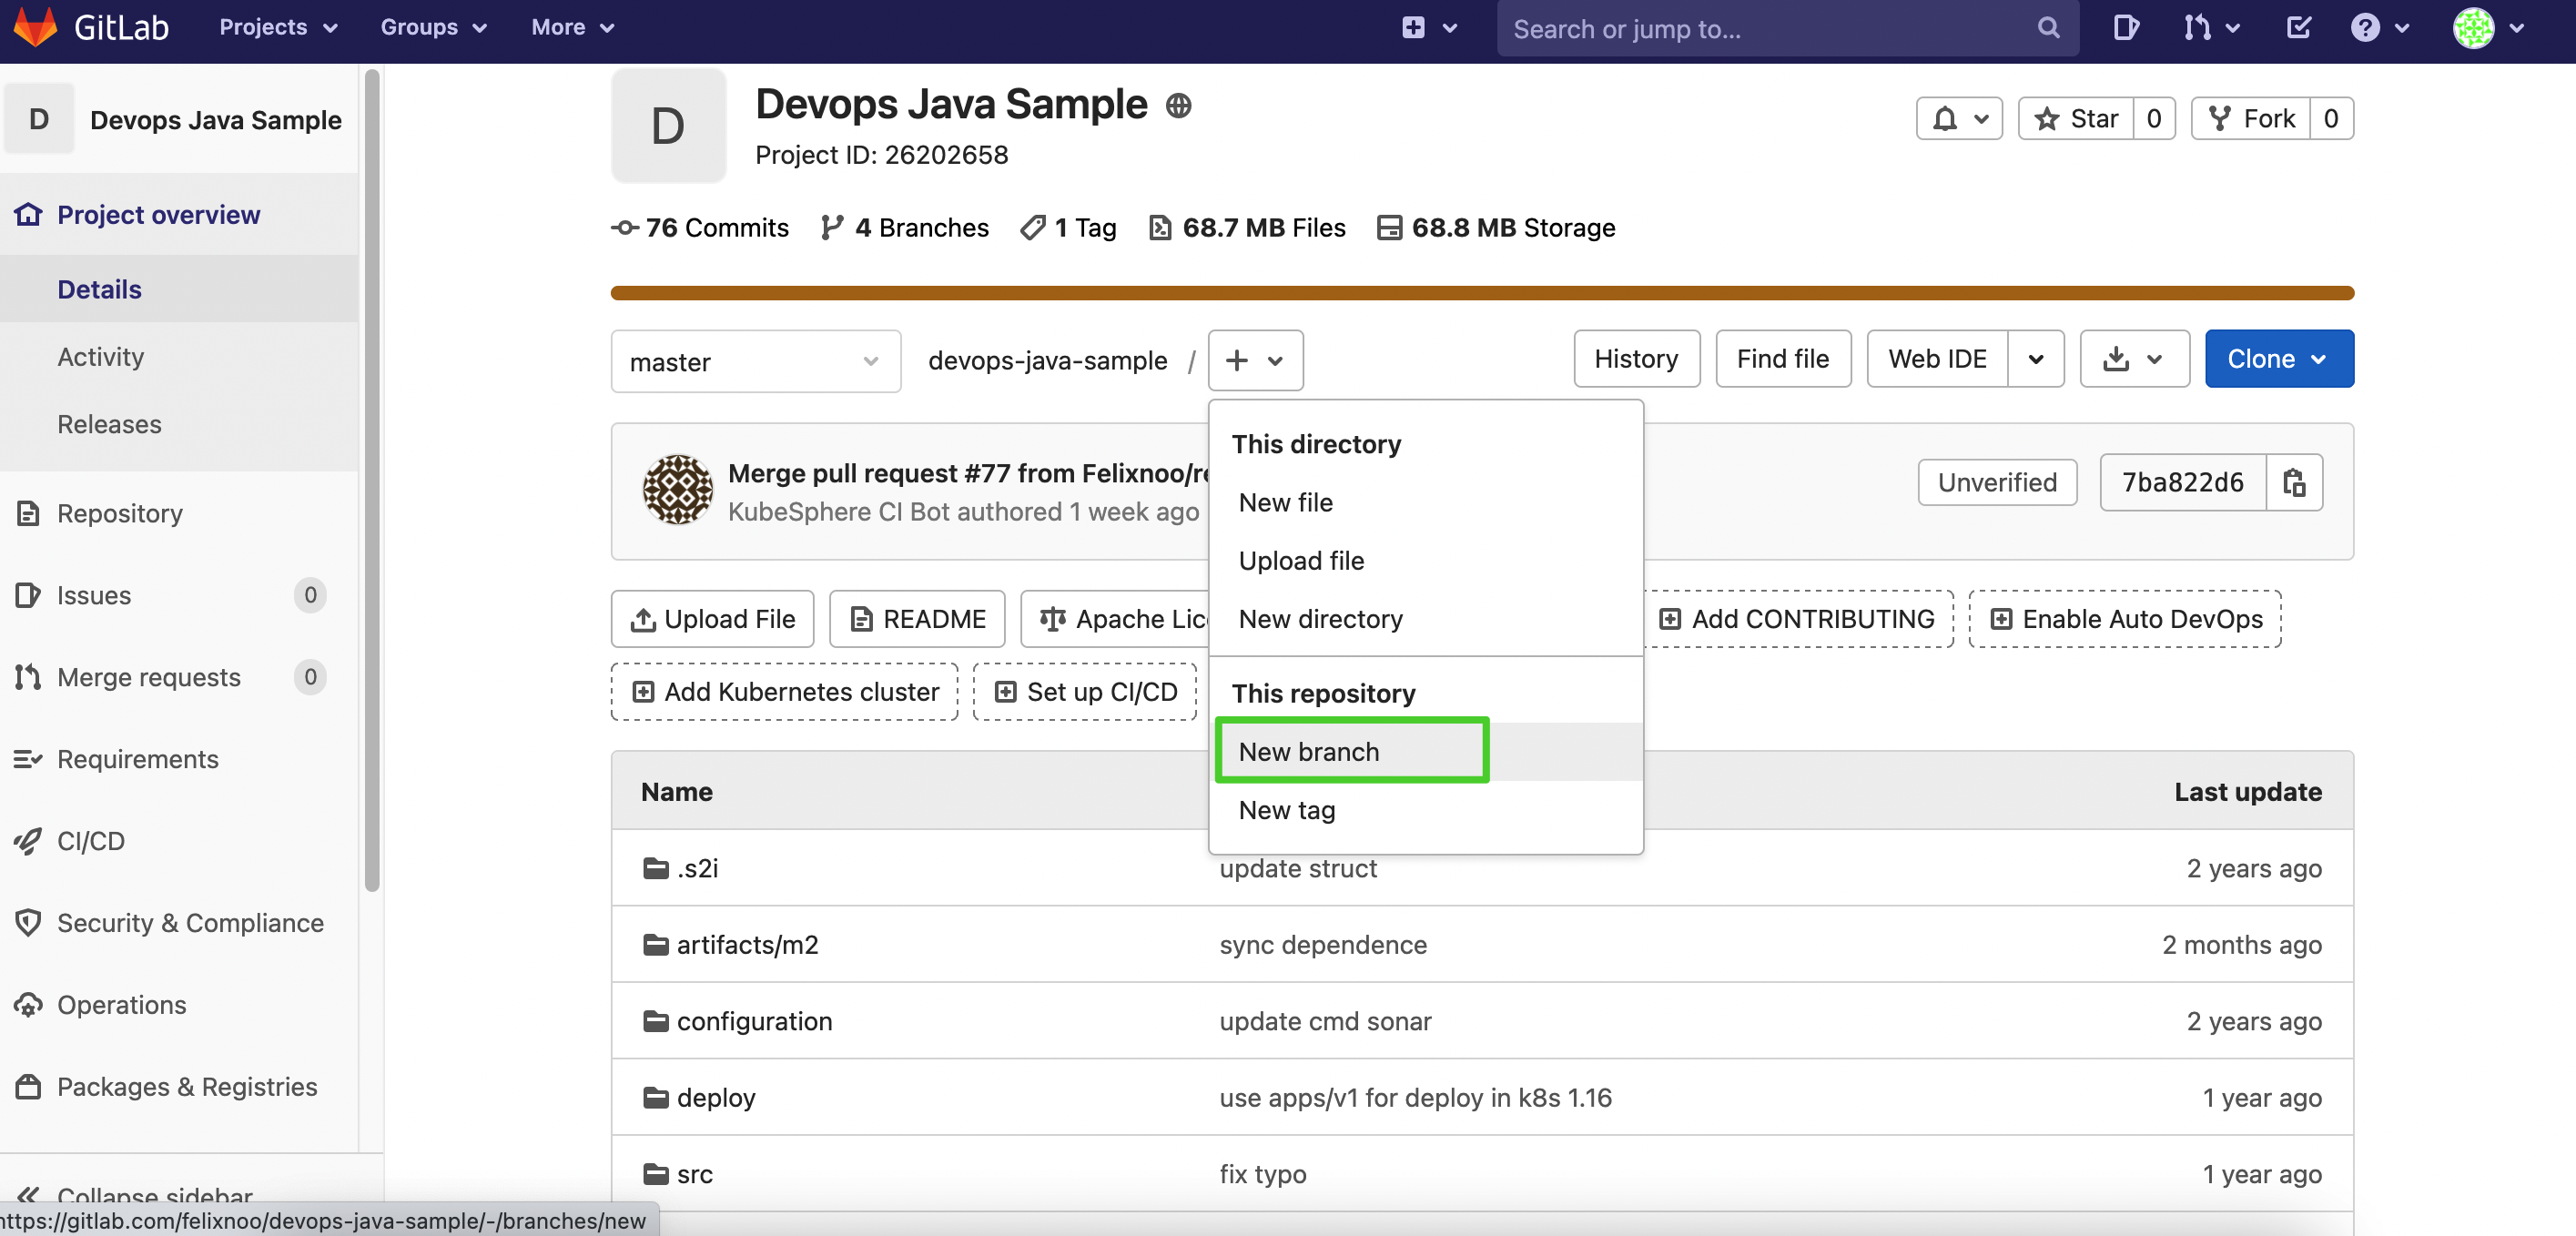 GitLab Projects Groups More Search or jump to...
D Devops Java Sample
Project overview
Details
Activity
Releases
Repository
Issues 0
Merge requests 0
Requirements
CI/CD
Security & Compliance
Operations
Packages & Registries
Collapse sidebar
https://gitlab.com/felixnoo/devops-java-sample/-/branches/new
D
Devops Java Sample
Project ID: 26202658
Star 0 Fork 0
76 Commits 4 Branches 1 Tag 68.7 MB Files 68.8 MB Storage
master devops-java-sample / History Find file Web IDE Clone
Merge pull request #77 from Felixnoo/re
KubeSphere CI Bot authored 1 week ago
Unverified 7ba822d6
Upload File README Apache Lic Add CONTRIBUTING Enable Auto DevOps
Add Kubernetes cluster Set up CI/CD
This directory
New file
Upload file
New directory
This repository
New branch
New tag
Name Last update
.s2i update struct 2 years ago
artifacts/m2 sync dependence 2 months ago
configuration update cmd sonar 2 years ago
deploy use apps/v1 for deploy in k8s 1.16 1 year ago
src fix typo 1 year ago